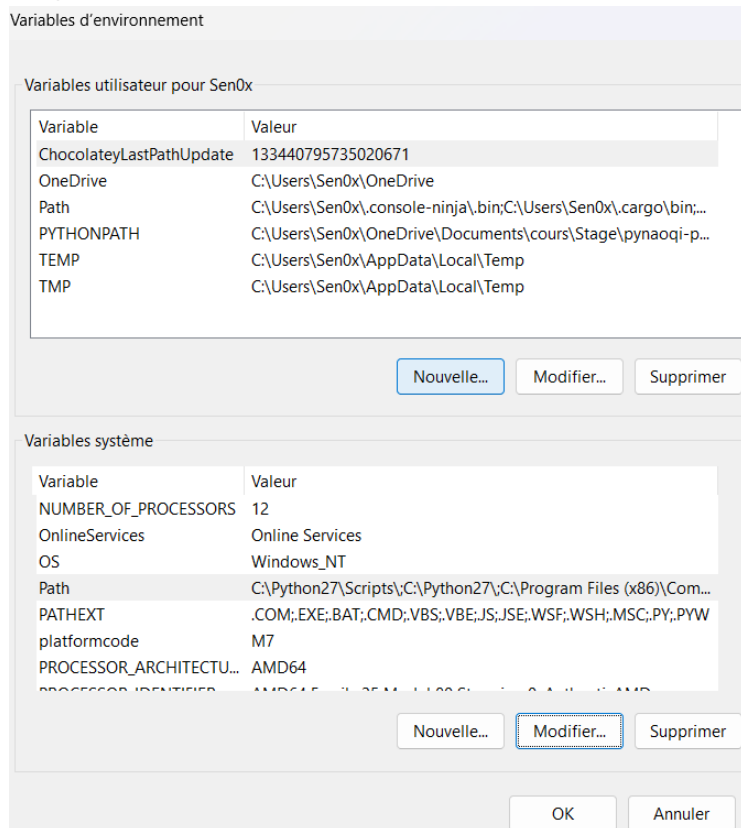 Variables d'environnement
Variables utilisateur pour Sen0x
Variable Valeur
ChocolateyLastPathUpdate 133440795735020671
OneDrive C:\Users\Sen0x\OneDrive
Path C:\Users\Sen0x\.console-ninja\.bin;C:\Users\Sen0x\.cargo\bin;...
PYTHONPATH C:\Users\Sen0x\OneDrive\Documents\cours\Stage\pynaoqi-p...
TEMP C:\Users\Sen0x\AppData\Local\Temp
TMP C:\Users\Sen0x\AppData\Local\Temp
Nouvelle... Modifier... Supprimer
Variables système
Variable Valeur
NUMBER_OF_PROCESSORS 12
OnlineServices Online Services
OS Windows_NT
Path C:\Python27\Scripts\;C:\Python27\;C:\Program Files (x86)\Com...
PATHEXT .COM;.EXE;.BAT;.CMD;.VBS;.VBE;.JS;.JSE;.WSF;.WSH;.MSC;.PY;.PYW
platformcode M7
PROCESSOR_ARCHITECTU... AMD64
Nouvelle... Modifier... Supprimer
OK Annuler